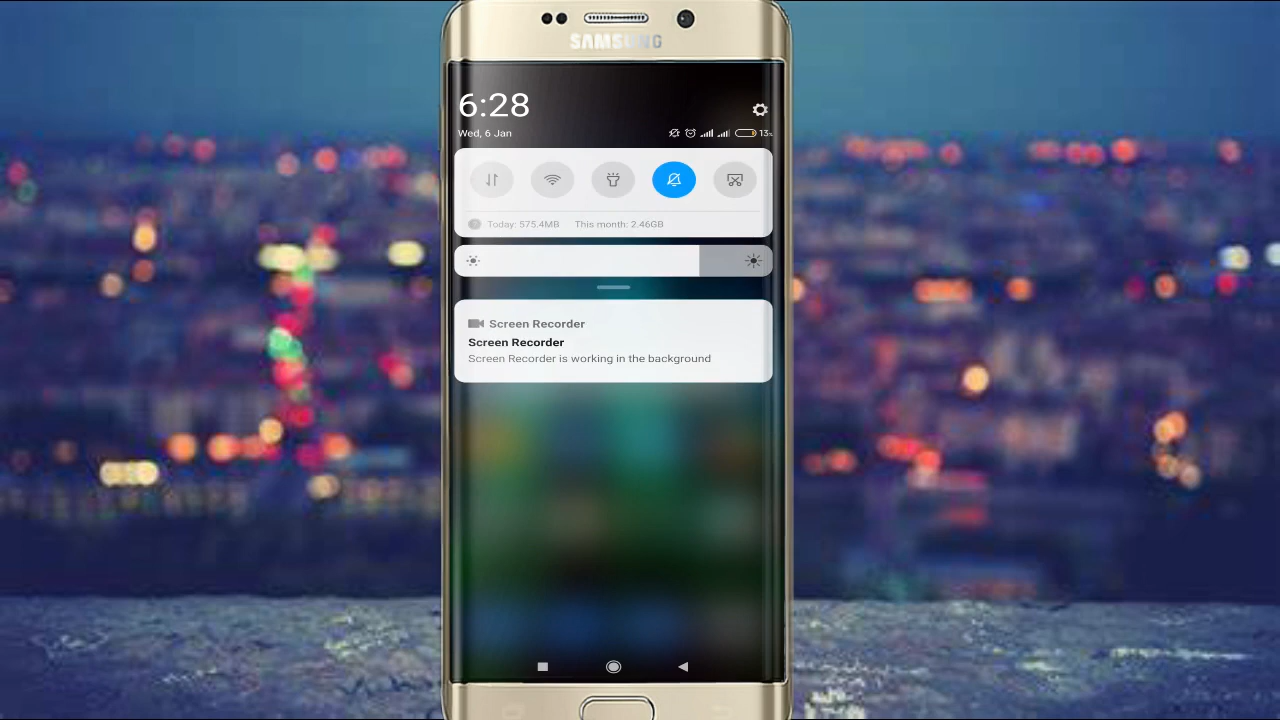 SAMSUNG
6:28
Wed, 6 Jan
13%
Today: 575.4MB This month: 2.46GB
Screen Recorder
Screen Recorder
Screen Recorder is working in the background